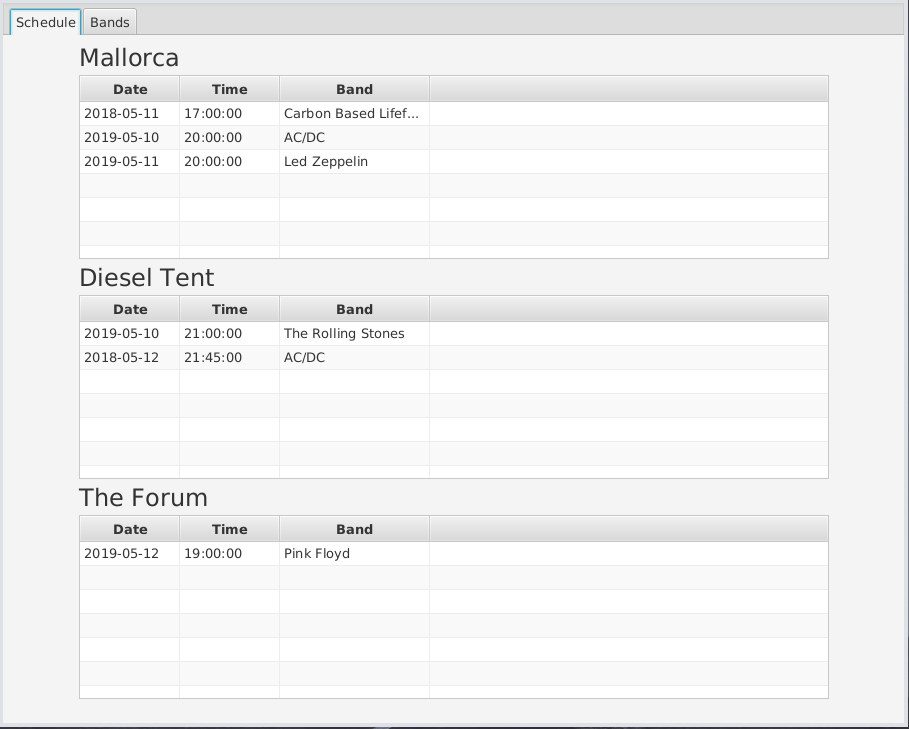 Schedule Bands
Mallorca
Date Time Band
2018-05-11 17:00:00 Carbon Based Lifef...
2019-05-10 20:00:00 AC/DC
2019-05-11 20:00:00 Led Zeppelin
Diesel Tent
Date Time Band
2019-05-10 21:00:00 The Rolling Stones
2018-05-12 21:45:00 AC/DC
The Forum
Date Time Band
2019-05-12 19:00:00 Pink Floyd